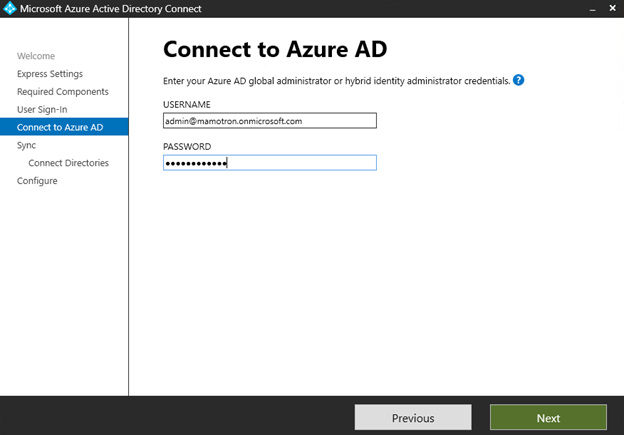 Microsoft Azure Active Directory Connect
Welcome
Express Settings
Required Components
User Sign-In
Connect to Azure AD
Sync
Connect Directories
Configure
Connect to Azure AD
Enter your Azure AD global administrator or hybrid identity administrator credentials. ?
USERNAME
admin@mamotron.onmicrosoft.com
PASSWORD
••••••••••••
Previous
Next